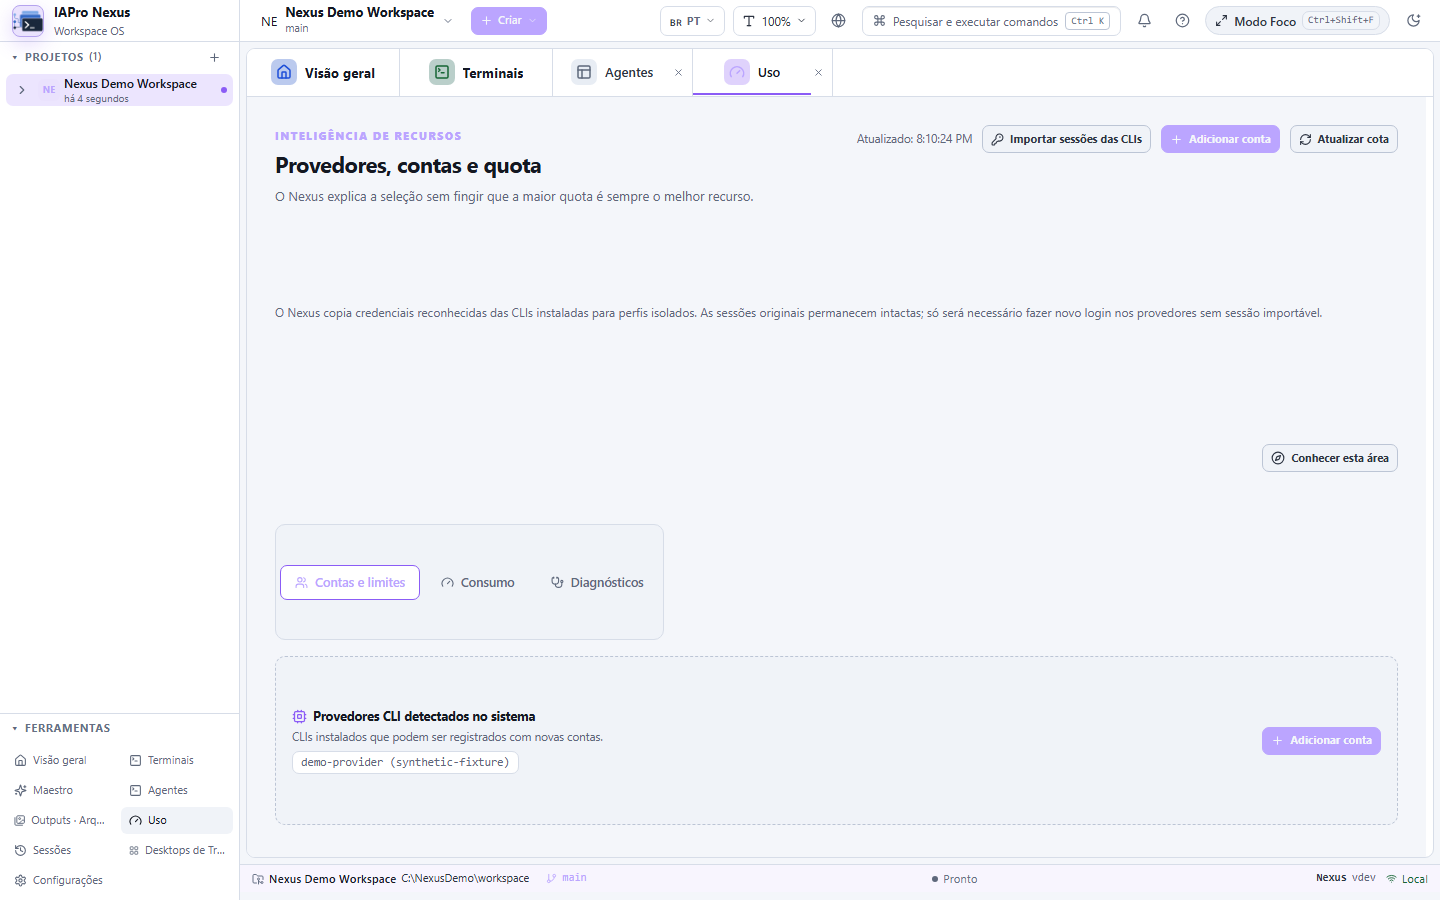 IAPro Nexus
Workspace OS
PROJETOS (1)
NE Nexus Demo Workspace
há 4 segundos
NE Nexus Demo Workspace
main
Criar
BR PT
100%
Pesquisar e executar comandos Ctrl K
Modo Foco Ctrl+Shift+F
Visão geral
Terminais
Agentes
Uso
INTELIGÊNCIA DE RECURSOS
Provedores, contas e quota
O Nexus explica a seleção sem fingir que a maior quota é sempre o melhor recurso.
Atualizado: 8:10:24 PM
Importar sessões das CLIs
Adicionar conta
Atualizar cota
O Nexus copia credenciais reconhecidas das CLIs instaladas para perfis isolados. As sessões originais permanecem intactas; só será necessário fazer novo login nos provedores sem sessão importável.
Conhecer esta área
Contas e limites
Consumo
Diagnósticos
Provedores CLI detectados no sistema
CLIs instalados que podem ser registrados com novas contas.
demo-provider (synthetic-fixture)
Adicionar conta
FERRAMENTAS
Visão geral
Terminais
Maestro
Agentes
Outputs · Arq...
Uso
Sessões
Desktops de Tr...
Configurações
Nexus Demo Workspace C:\NexusDemo\workspace main
Pronto
Nexus vdev
Local